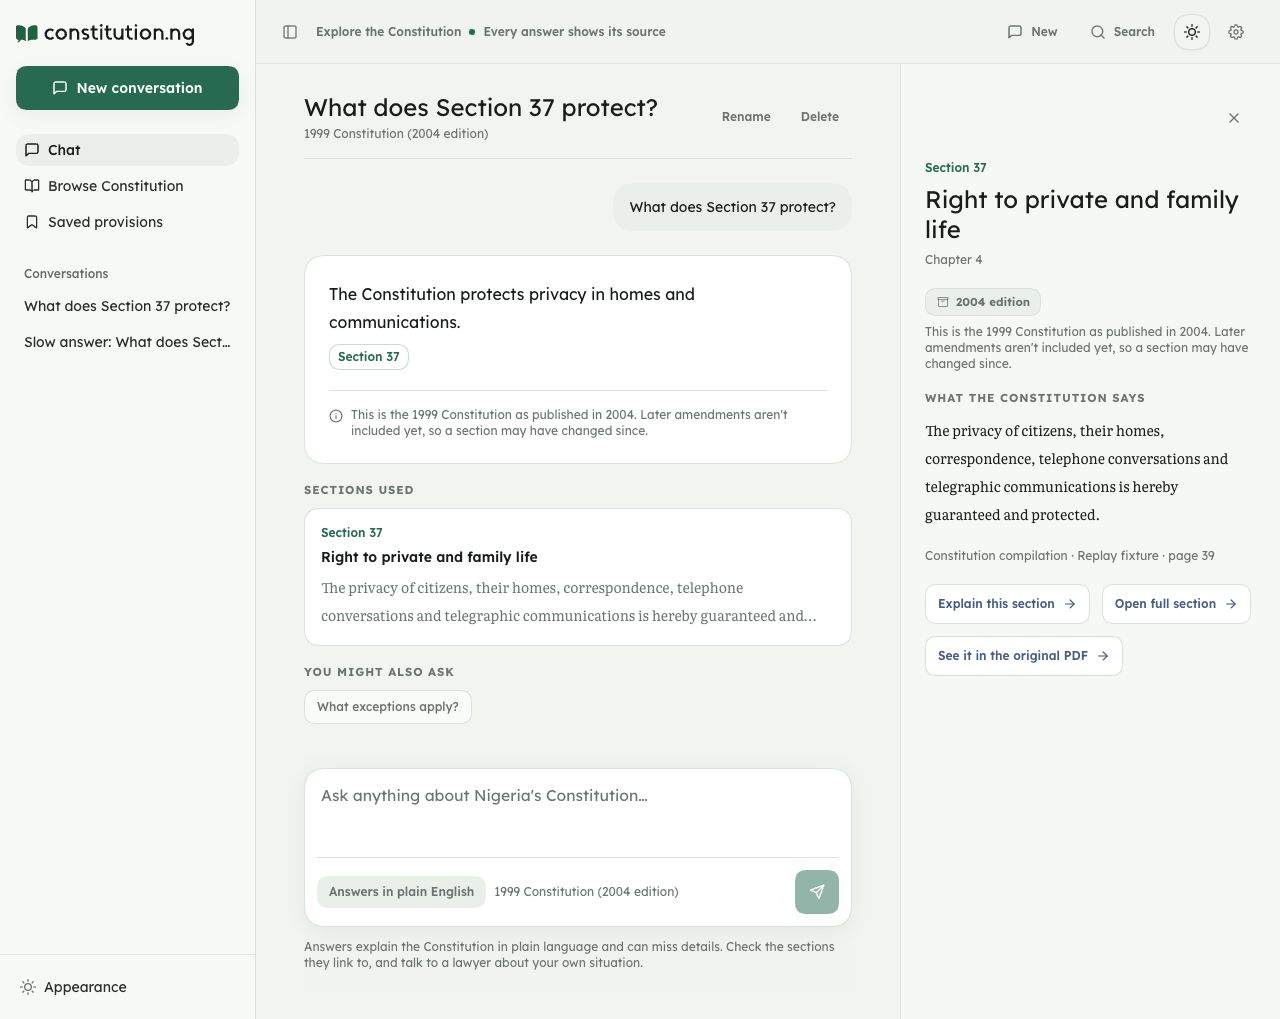 constitution.ng
New conversation
Chat
Browse Constitution
Saved provisions
Conversations
What does Section 37 protect?
Slow answer: What does Sect...
Appearance
Explore the Constitution • Every answer shows its source
New
Search
What does Section 37 protect?
1999 Constitution (2004 edition)
Rename
Delete
What does Section 37 protect?
The Constitution protects privacy in homes and
communications.
Section 37
This is the 1999 Constitution as published in 2004. Later amendments aren't
included yet, so a section may have changed since.
SECTIONS USED
Section 37
Right to private and family life
The privacy of citizens, their homes, correspondence, telephone
conversations and telegraphic communications is hereby guaranteed and...
YOU MIGHT ALSO ASK
What exceptions apply?
Ask anything about Nigeria's Constitution...
Answers in plain English
1999 Constitution (2004 edition)
Answers explain the Constitution in plain language and can miss details. Check the sections
they link to, and talk to a lawyer about your own situation.
Section 37
Right to private and family
life
Chapter 4
2004 edition
This is the 1999 Constitution as published in 2004. Later
amendments aren't included yet, so a section may have
changed since.
WHAT THE CONSTITUTION SAYS
The privacy of citizens, their homes,
correspondence, telephone conversations and
telegraphic communications is hereby
guaranteed and protected.
Constitution compilation · Replay fixture · page 39
Explain this section →
Open full section →
See it in the original PDF →